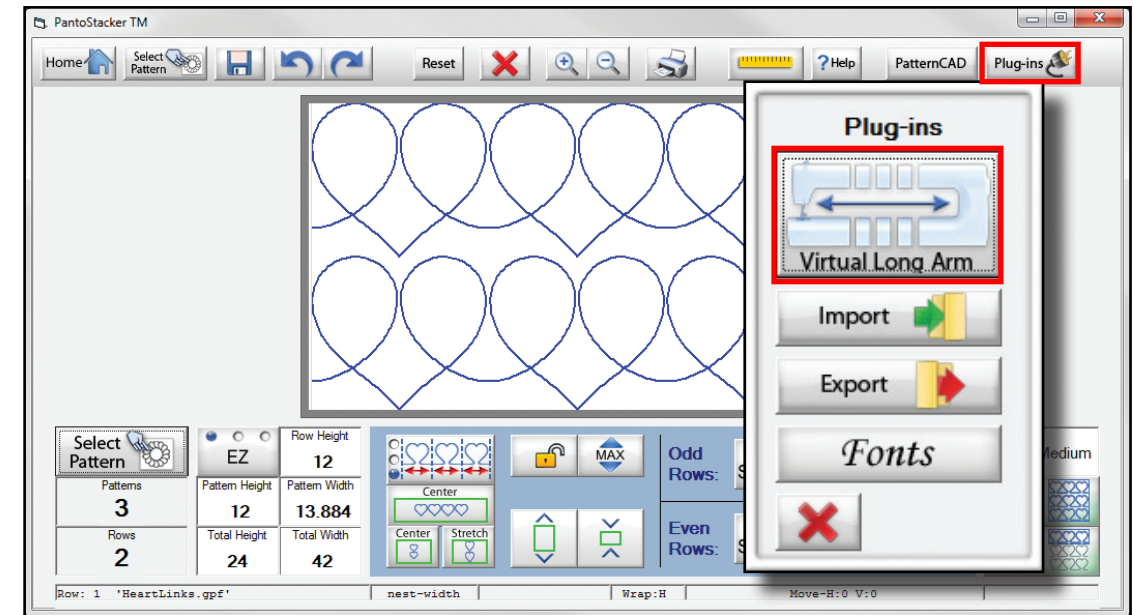 PantoStacker TM
Home
Select
Pattern
Reset
?Help
PatternCAD
Plug-ins
Plug-ins
Virtual Long Arm
Import
Export
Fonts
Select
Pattern
EZ
Row Height
12
Patterns
3
Pattern Height
12
Pattern Width
13.884
Rows
2
Total Height
24
Total Width
42
Center
Center
Stretch
MAX
Odd
Rows:
S
Even
Rows:
S
Row: 1 'HeartLinks.gpf'
nest-width
Wrap:H
Move-H:0 V:0